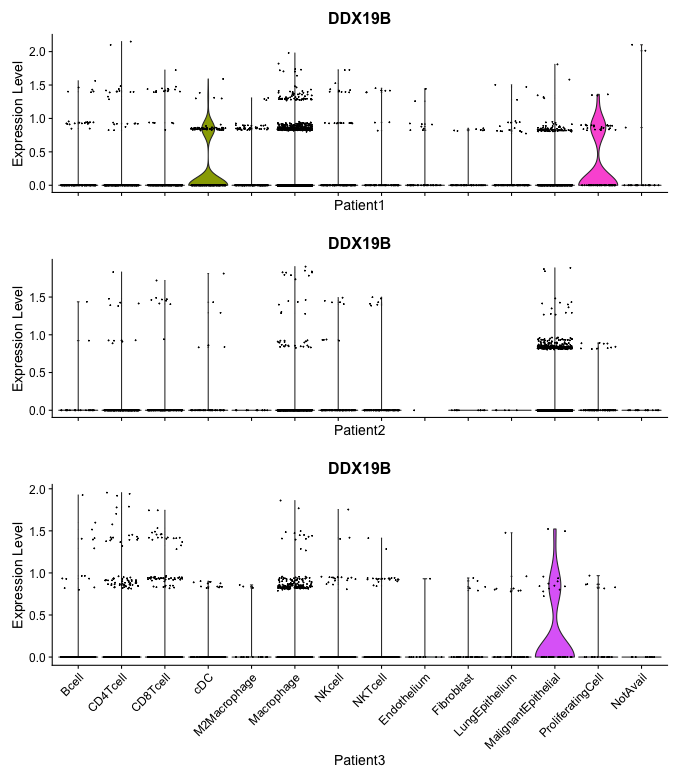 DDX19B
Expression Level
2.0
1.5
1.0
0.5
0.0
Patient1
DDX19B
Expression Level
1.5
1.0
0.5
0.0
Patient2
DDX19B
Expression Level
2.0
1.5
1.0
0.5
0.0
Bcell
CD4Tcell
CD8Tcell
cDC
M2Macrophage
Macrophage
NKcell
NKTcell
Endothelium
Fibroblast
LungEpithelium
MalignantEpithelial
ProliferatingCell
NotAvail
Patient3